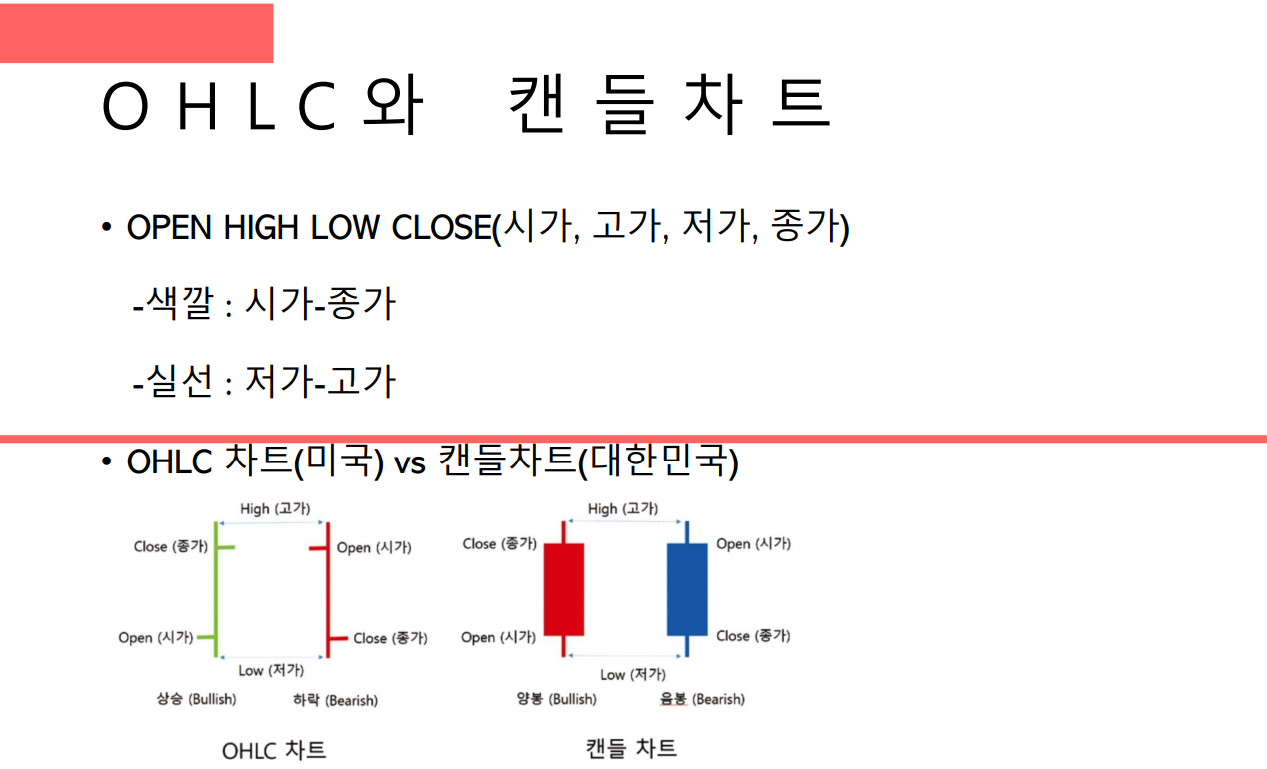 OHLC와 캔들차트
• OPEN HIGH LOW CLOSE(시가, 고가, 저가, 종가)
-색깔 : 시가-종가
-실선 : 저가-고가
• OHLC 차트(미국) vs 캔들차트(대한민국)
High (고가)
Close (종가)
Open (시가)
Open (시가)
Close (종가)
Low (저가)
상승 (Bullish)
하락 (Bearish)
OHLC 차트
High (고가)
Close (종가)
Open (시가)
Open (시가)
Close (종가)
Low (저가)
양봉 (Bullish)
음봉 (Bearish)
캔들 차트